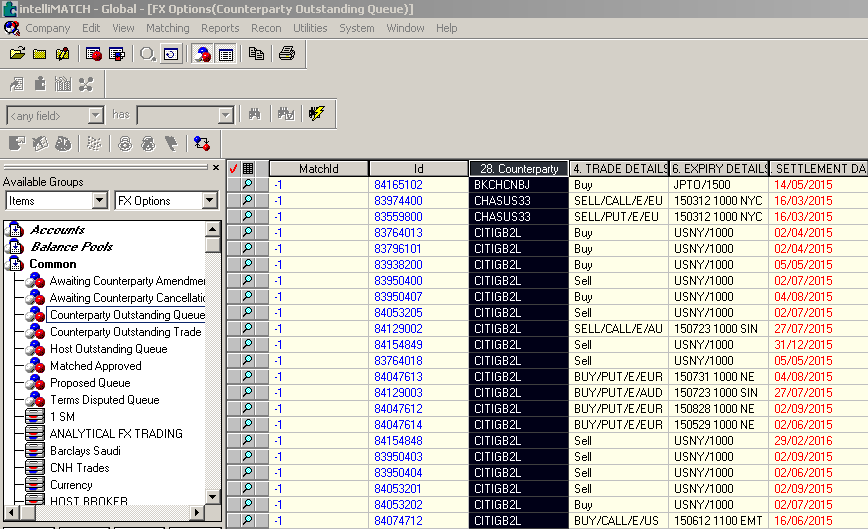 intelliMATCH - Global - [FX Options(Counterparty Outstanding Queue)]
Company Edit View Matching Reports Recon Utilities System Window Help
<any field> has
Available Groups
Items FX Options
Accounts
Balance Pools
Common
Awaiting Counterparty Amendmen
Awaiting Counterparty Cancellatio
Counterparty Outstanding Queue
Counterparty Outstanding Trade
Host Outstanding Queue
Matched Approved
Proposed Queue
Terms Disputed Queue
1 SM
ANALYTICAL FX TRADING
Barclays Saudi
CNH Trades
Currency
HOST BROKER
MatchId Id 28. Counterparty 4. TRADE DETAILS 6. EXPIRY DETAILS . SETTLEMENT DA
-1 84165102 BKCHCNBJ Buy JPTO/1500 14/05/2015
-1 83974400 CHASUS33 SELL/CALL/E/EU 150312 1000 NYC 16/03/2015
-1 83559800 CHASUS33 SELL/PUT/E/EU 150312 1000 NYC 16/03/2015
-1 83764013 CITIGB2L Buy USNY/1000 02/04/2015
-1 83796101 CITIGB2L Buy USNY/1000 02/04/2015
-1 83938200 CITIGB2L Buy USNY/1000 05/05/2015
-1 83950400 CITIGB2L Sell USNY/1000 02/07/2015
-1 83950407 CITIGB2L Buy USNY/1000 04/08/2015
-1 84053205 CITIGB2L Sell USNY/1000 02/07/2015
-1 84129002 CITIGB2L SELL/CALL/E/AU 150723 1000 SIN 27/07/2015
-1 84154849 CITIGB2L Sell USNY/1000 31/12/2015
-1 83764018 CITIGB2L Sell USNY/1000 05/05/2015
-1 84047613 CITIGB2L BUY/PUT/E/EUR 150731 1000 NE 04/08/2015
-1 84129003 CITIGB2L BUY/PUT/E/AUD 150723 1000 SIN 27/07/2015
-1 84047612 CITIGB2L BUY/PUT/E/EUR 150828 1000 NE 02/09/2015
-1 84047614 CITIGB2L BUY/PUT/E/EUR 150529 1000 NE 02/06/2015
-1 84154848 CITIGB2L Sell USNY/1000 29/02/2016
-1 83950403 CITIGB2L Sell USNY/1000 02/09/2015
-1 83950404 CITIGB2L Sell USNY/1000 02/06/2015
-1 84053201 CITIGB2L Sell USNY/1000 02/09/2015
-1 84053202 CITIGB2L Buy USNY/1000 02/07/2015
-1 84074712 CITIGB2L BUY/CALL/E/US 150612 1100 EMT 16/06/2015